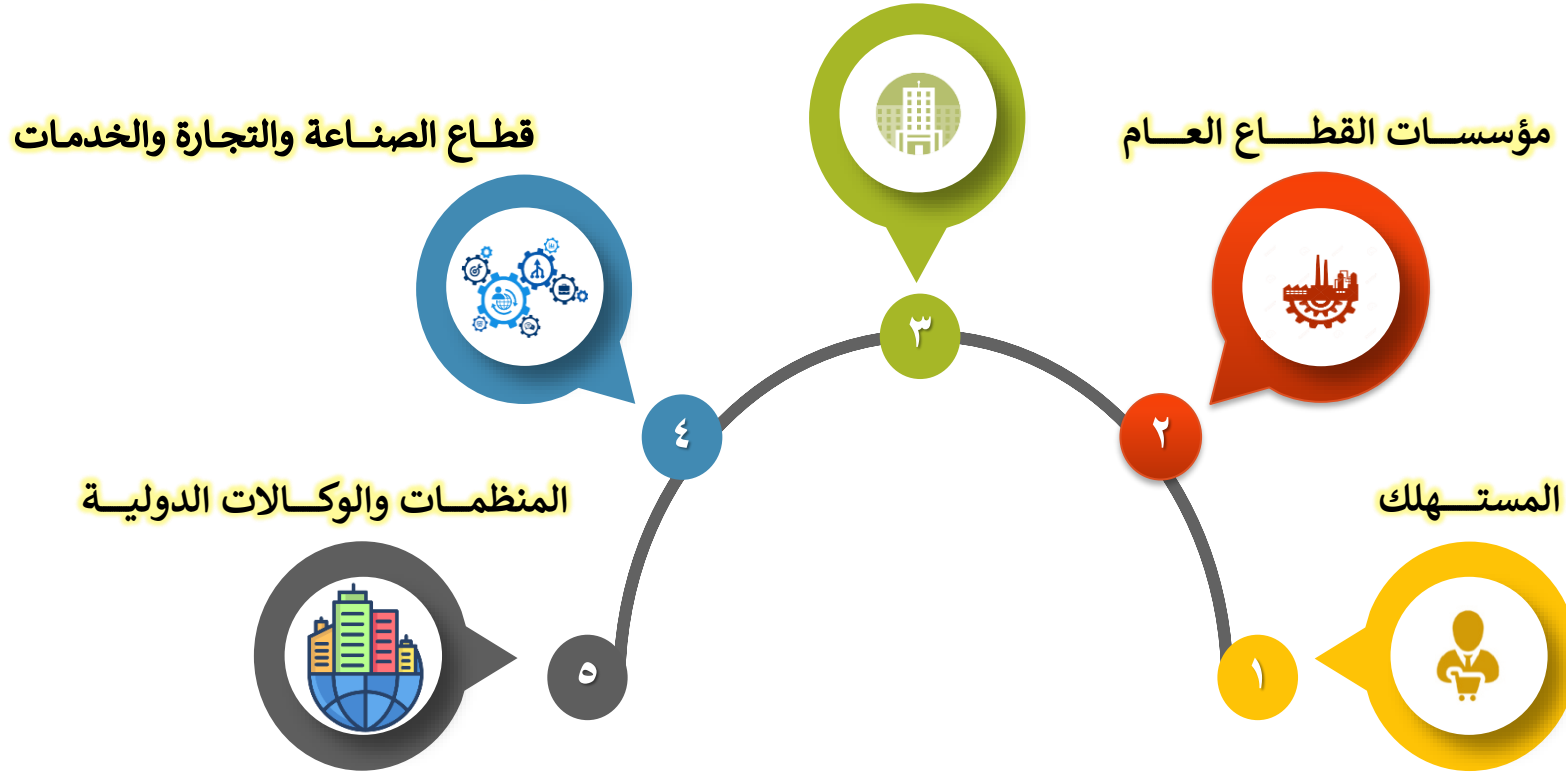 المستهلك
١
مؤسسات القطاع العام
٢
٣
قطاع الصناعة والتجارة والخدمات
٤
المنظمات والوكالات الدولية
٥